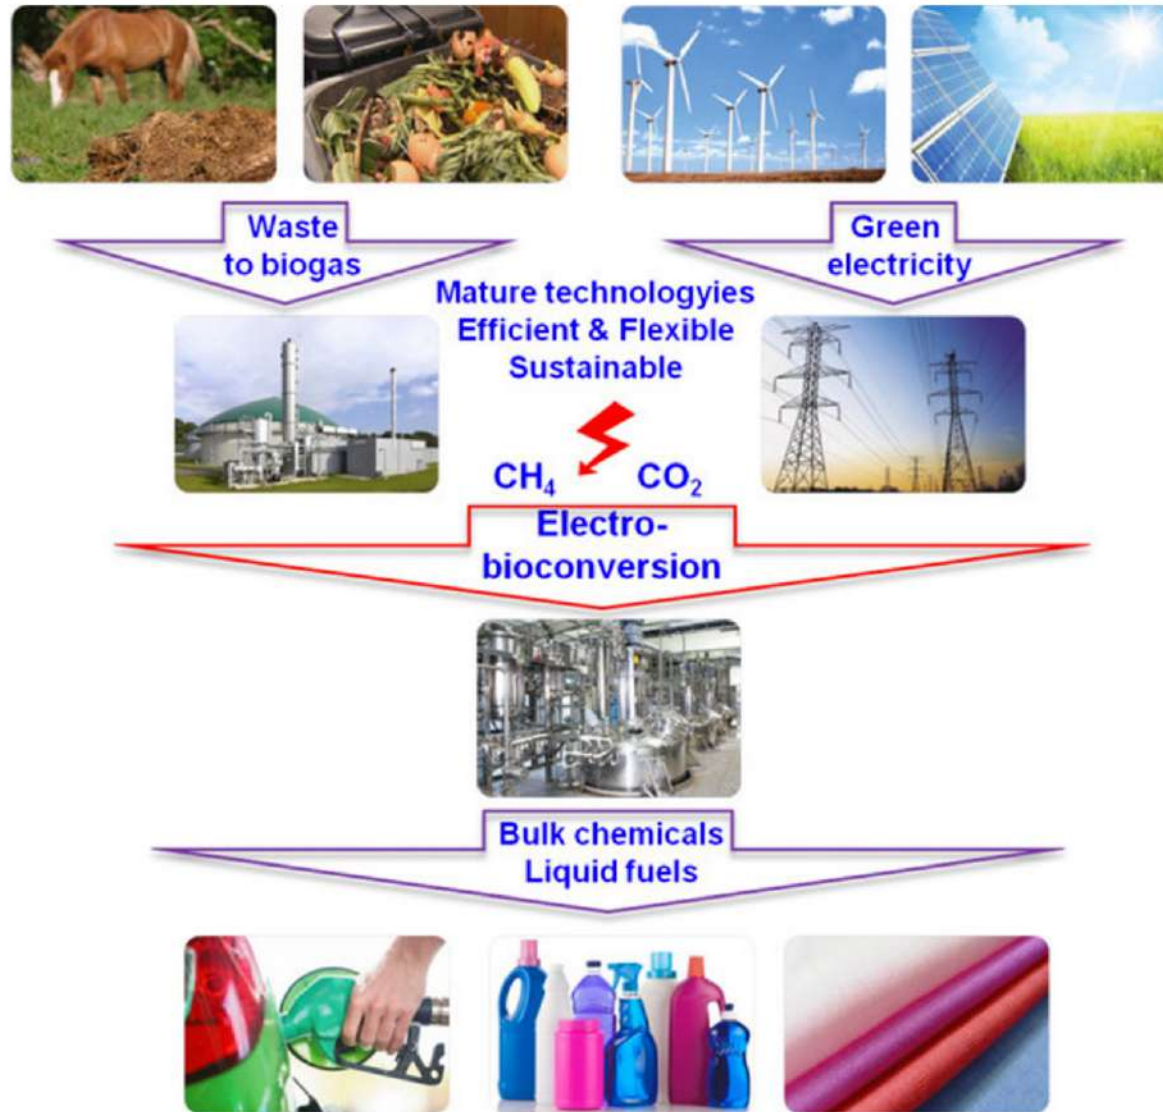 Waste
to biogas
Green
electricity
Mature technologyies
Efficient & Flexible
Sustainable
CH₄ CO₂
Electro-
bioconversion
Bulk chemicals
Liquid fuels